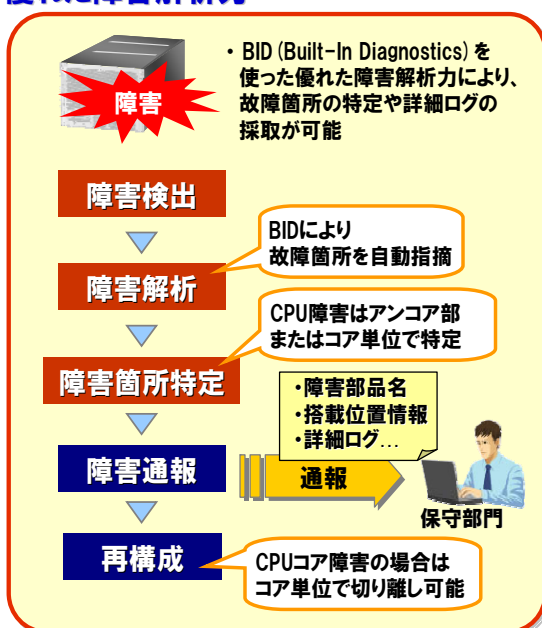 ・BID(Built-In Diagnostics)を
使った優れた障害解析力により、
故障箇所の特定や詳細ログの
採取が可能
障害
障害検出
BIDにより
故障箇所を自動指摘
障害解析
CPU障害はアンコア部
またはコア単位で特定
障害箇所特定
・障害部品名
・搭載位置情報
・詳細ログ…
障害通報
通報
保守部門
再構成
CPUコア障害の場合は
コア単位で切り離し可能